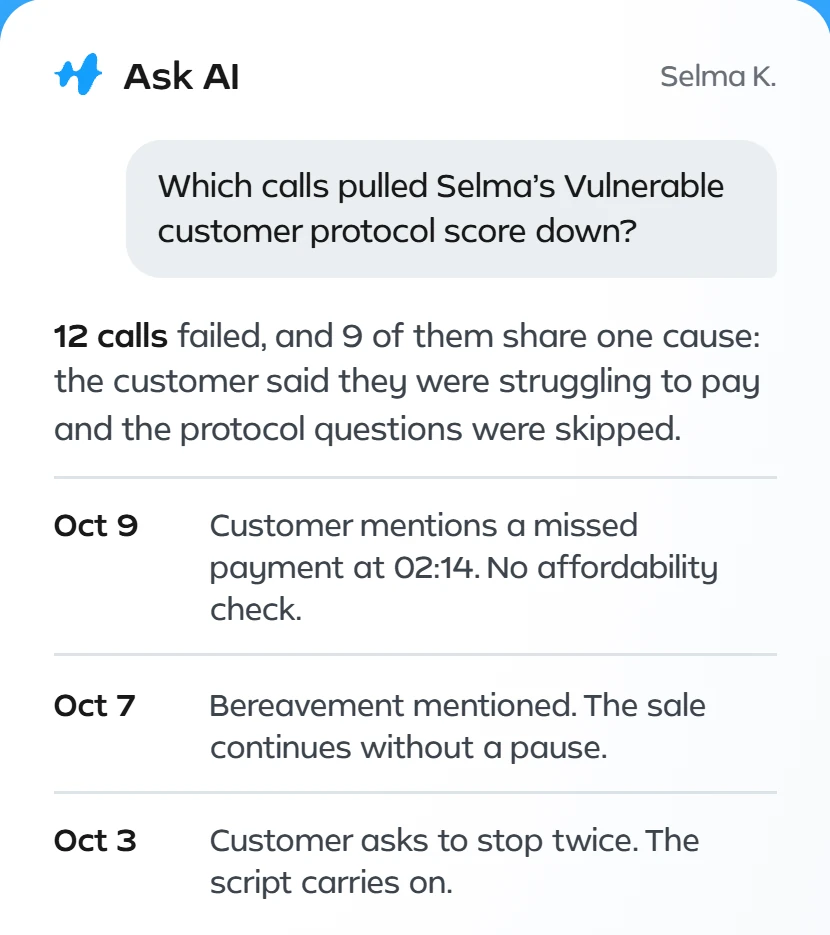 Ask AI
Selma K.
Which calls pulled Selma’s Vulnerable
customer protocol score down?
12 calls failed, and 9 of them share one cause:
the customer said they were struggling to pay
and the protocol questions were skipped.
Oct 9
Customer mentions a missed
payment at 02:14. No affordability
check.
Oct 7
Bereavement mentioned. The sale
continues without a pause.
Oct 3
Customer asks to stop twice. The
script carries on.